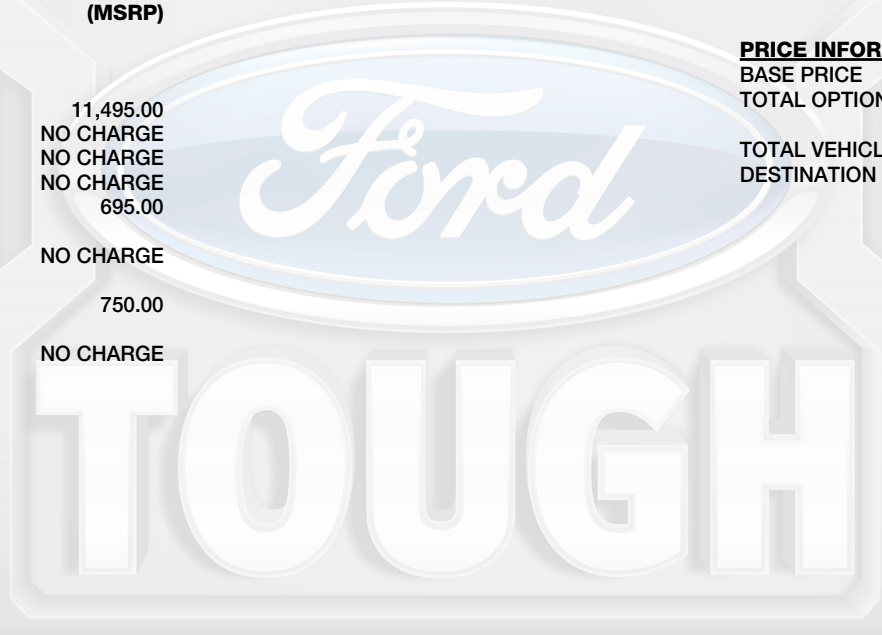 (MSRP)
11,495.00
NO CHARGE
NO CHARGE
NO CHARGE
695.00
NO CHARGE
750.00
NO CHARGE
PRICE INFOR
BASE PRICE
TOTAL OPTION
TOTAL VEHICL
DESTINATION
Ford
TOUGH